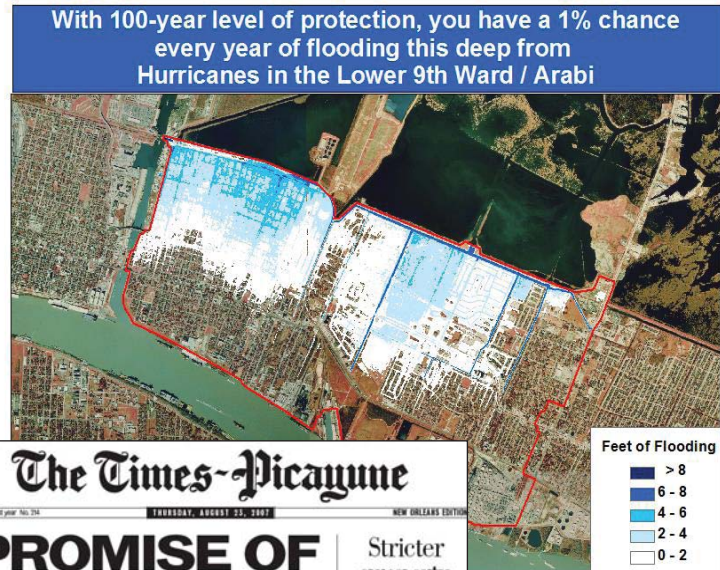 With 100-year level of protection, you have a 1% chance
every year of flooding this deep from
Hurricanes in the Lower 9th Ward / Arabi
Feet of Flooding
> 8
6 - 8
4 - 6
2 - 4
0 - 2
The Times-Picayune
THURSDAY, AUGUST 23, 2007
NEW ORLEANS EDITION
PROMISE OF
Stricter